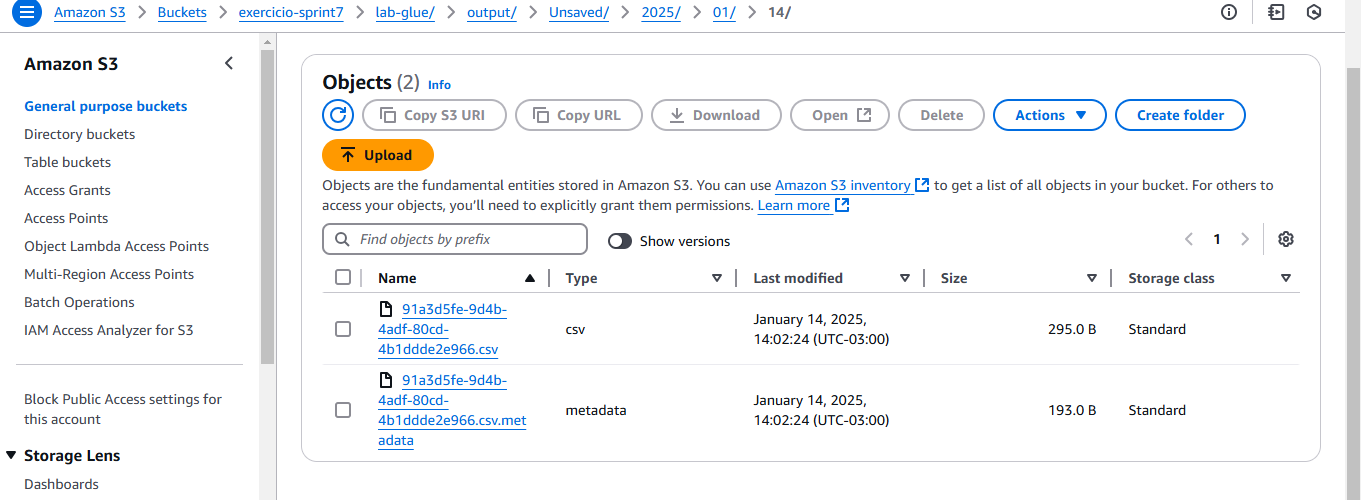 Amazon S3 > Buckets > exercicio-sprint7 > lab-glue/ > output/ > Unsaved/ > 2025/ > 01/ > 14/
Amazon S3
General purpose buckets
Directory buckets
Table buckets
Access Grants
Access Points
Object Lambda Access Points
Multi-Region Access Points
Batch Operations
IAM Access Analyzer for S3
Block Public Access settings for
this account
Storage Lens
Dashboards
Objects (2) Info
Copy S3 URI Copy URL Download Open Delete Actions Create folder
Upload
Objects are the fundamental entities stored in Amazon S3. You can use Amazon S3 inventory to get a list of all objects in your bucket. For others to
access your objects, you'll need to explicitly grant them permissions. Learn more
Find objects by prefix Show versions 1
Name Type Last modified Size Storage class
91a3d5fe-9d4b-
4adf-80cd-
4b1ddde2e966.csv
csv
January 14, 2025,
14:02:24 (UTC-03:00)
295.0 B
Standard
91a3d5fe-9d4b-
4adf-80cd-
4b1ddde2e966.csv.met
adata
metadata
January 14, 2025,
14:02:24 (UTC-03:00)
193.0 B
Standard